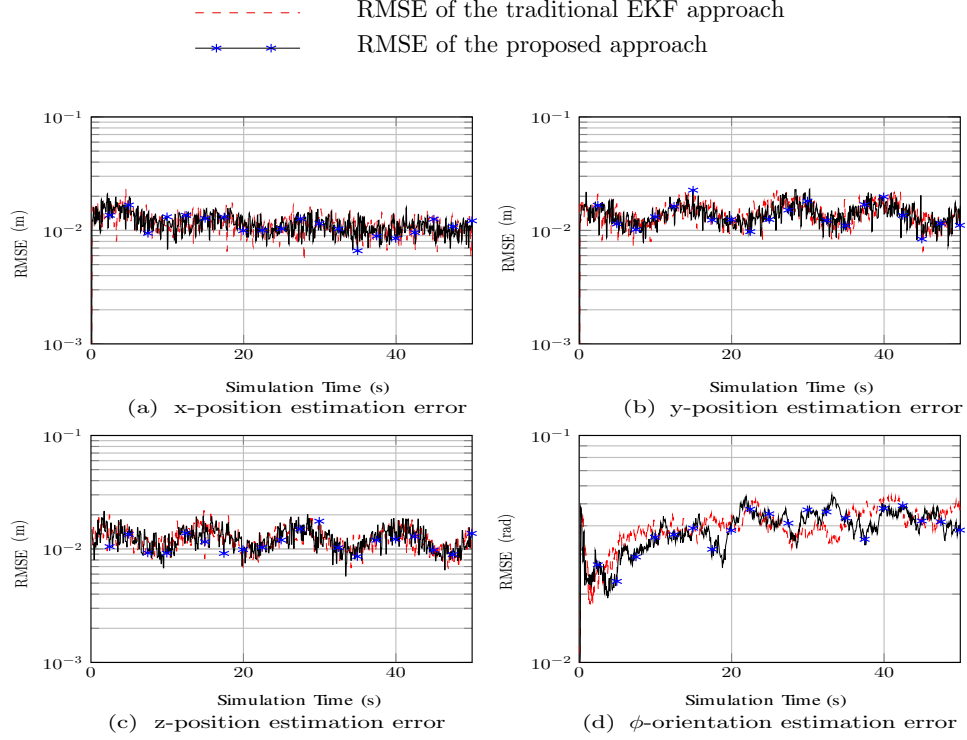 RMSE of the traditional EKF approach
RMSE of the proposed approach
10⁻¹
10⁻²
10⁻³
RMSE (m)
0 20 40
Simulation Time (s)
(a) x-position estimation error
10⁻¹
10⁻²
10⁻³
RMSE (m)
0 20 40
Simulation Time (s)
(b) y-position estimation error
10⁻¹
10⁻²
10⁻³
RMSE (m)
0 20 40
Simulation Time (s)
(c) z-position estimation error
10⁻¹
10⁻²
RMSE (rad)
0 20 40
Simulation Time (s)
(d) ϕ-orientation estimation error